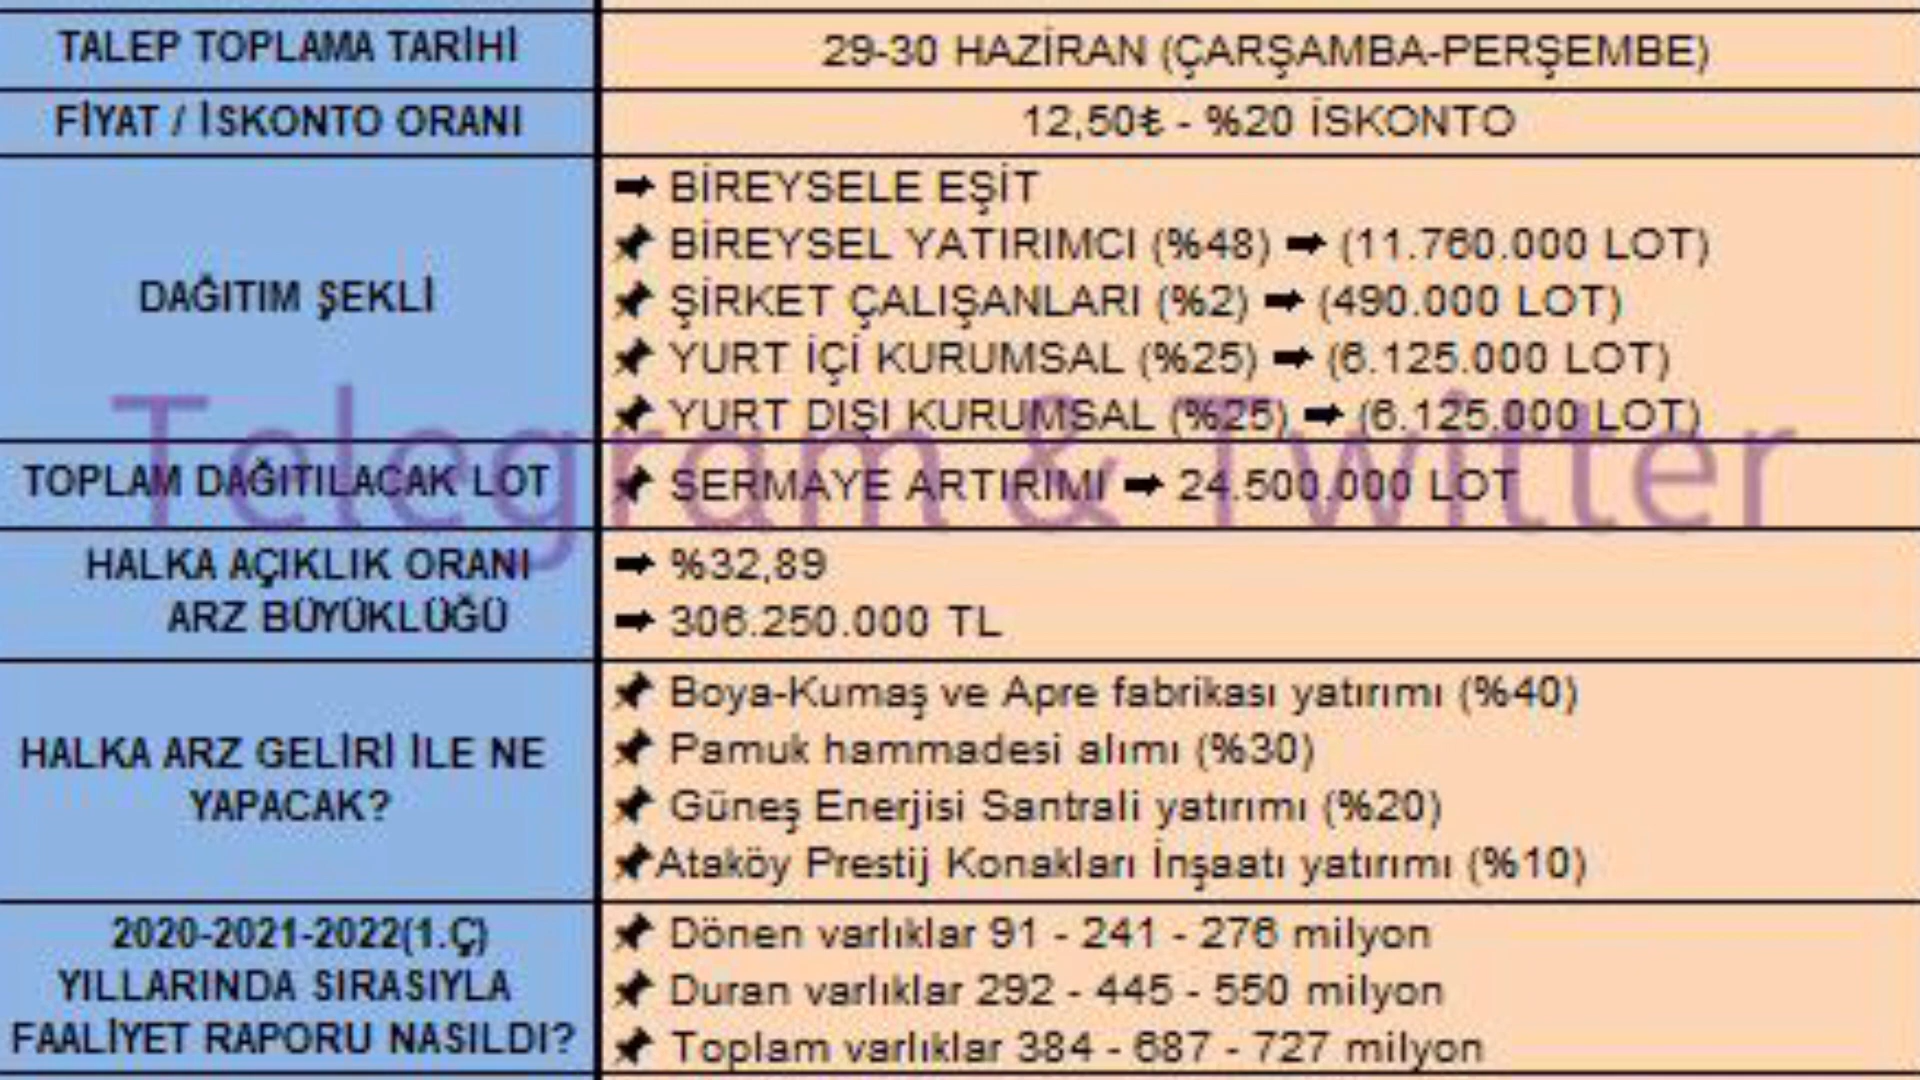 TALEP TOPLAMA TARİHİ
29-30 HAZİRAN (ÇARŞAMBA-PERŞEMBE)
FİYAT / İSKONTO ORANI
12,50₺ - %20 İSKONTO
DAĞITIM ŞEKLİ
➡ BİREYSELE EŞİT
📌 BİREYSEL YATIRIMCI (%48) ➡ (11.760.000 LOT)
📌 ŞİRKET ÇALIŞANLARI (%2) ➡ (490.000 LOT)
📌 YURT İÇİ KURUMSAL (%25) ➡ (6.125.000 LOT)
📌 YURT DIŞI KURUMSAL (%25) ➡ (6.125.000 LOT)
Telegram & Twitter
TOPLAM DAĞITILACAK LOT
📌 SERMAYE ARTIRIMI ➡ 24.500.000 LOT
HALKA AÇIKLIK ORANI
ARZ BÜYÜKLÜĞÜ
➡ %32,89
➡ 306.250.000 TL
HALKA ARZ GELİRİ İLE NE
YAPACAK?
📌 Boya-Kumaş ve Apre fabrikası yatırımı (%40)
📌 Pamuk hammadesi alımı (%30)
📌 Güneş Enerjisi Santrali yatırımı (%20)
📌Ataköy Prestij Konakları İnşaatı yatırımı (%10)
2020-2021-2022(1.Ç)
YILLARINDA SIRASIYLA
FAALİYET RAPORU NASILDI?
📌 Dönen varlıklar 91 - 241 - 276 milyon
📌 Duran varlıklar 292 - 445 - 550 milyon
📌 Toplam varlıklar 384 - 687 - 727 milyon